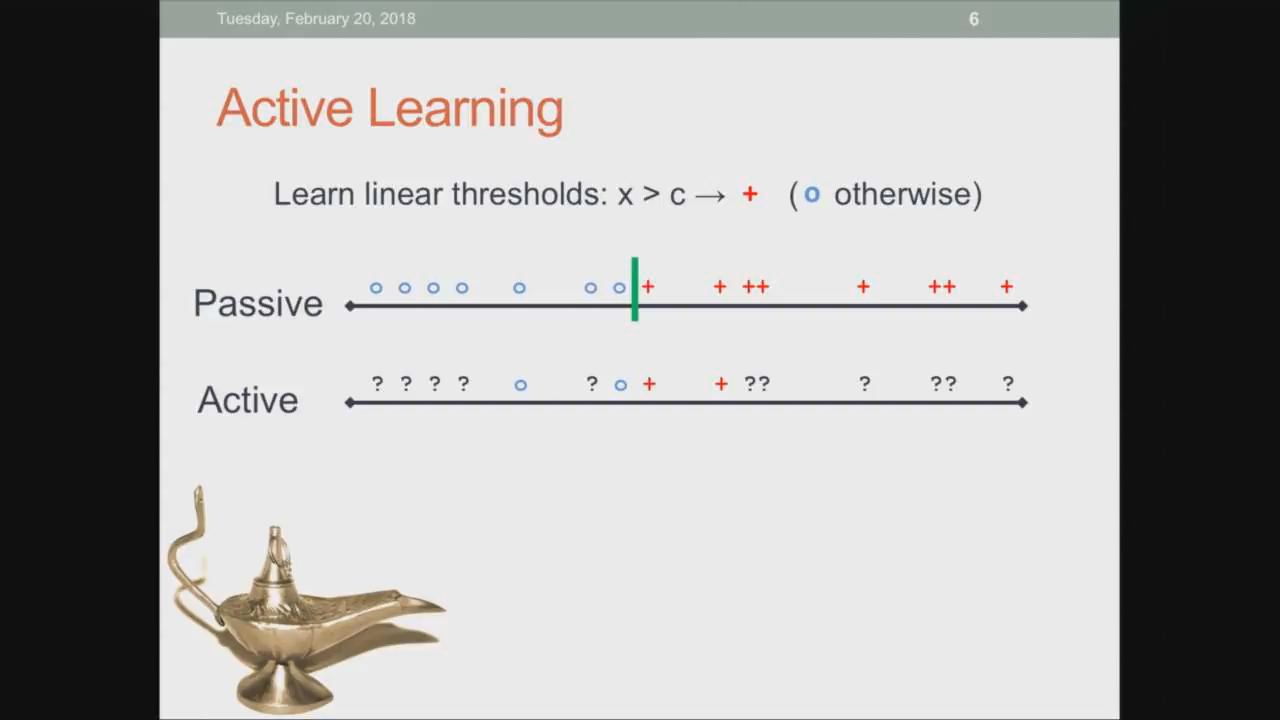 Tuesday, February 20, 2018 6
Active Learning
Learn linear thresholds: x > c → + (o otherwise)
o o o o o o o + + ++ + ++ +
Passive
? ? ? ? o ? o + + ?? ? ?? ?
Active